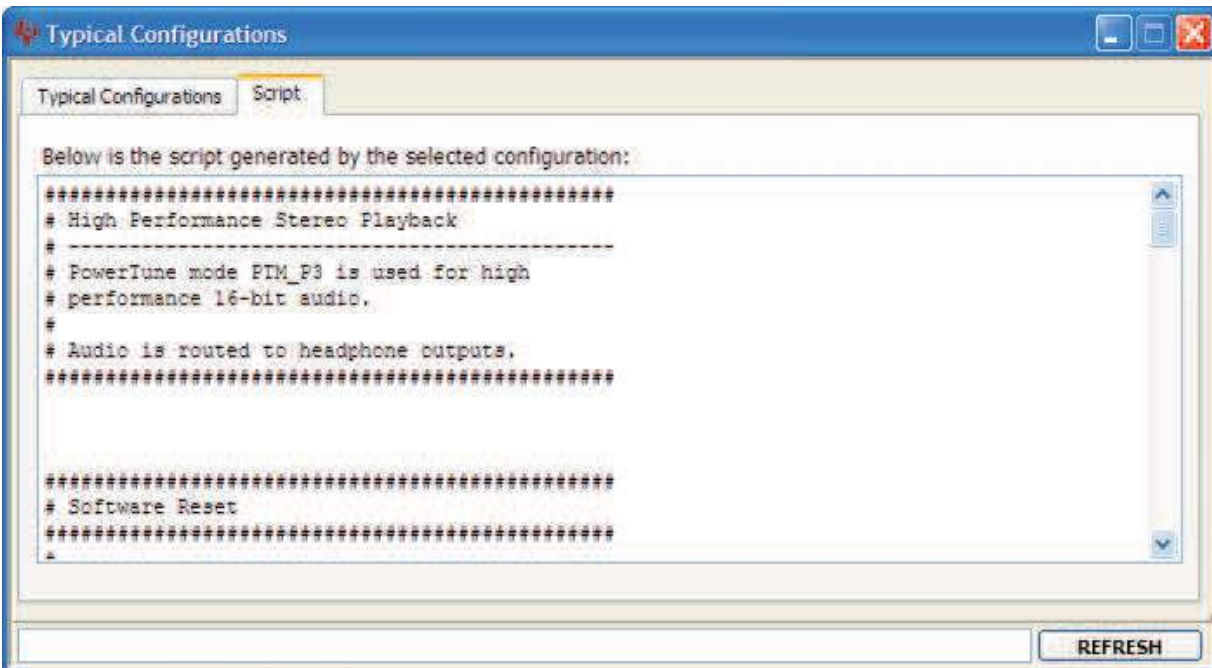 Typical Configurations
Typical Configurations
Script
Below is the script generated by the selected configuration:
###############################################
# High Performance Stereo Playback
# ---------------------------------------------
# PowerTune mode PTM_P3 is used for high
# performance 16-bit audio.
#
# Audio is routed to headphone outputs.
###############################################
###############################################
# Software Reset
###############################################
#
REFRESH